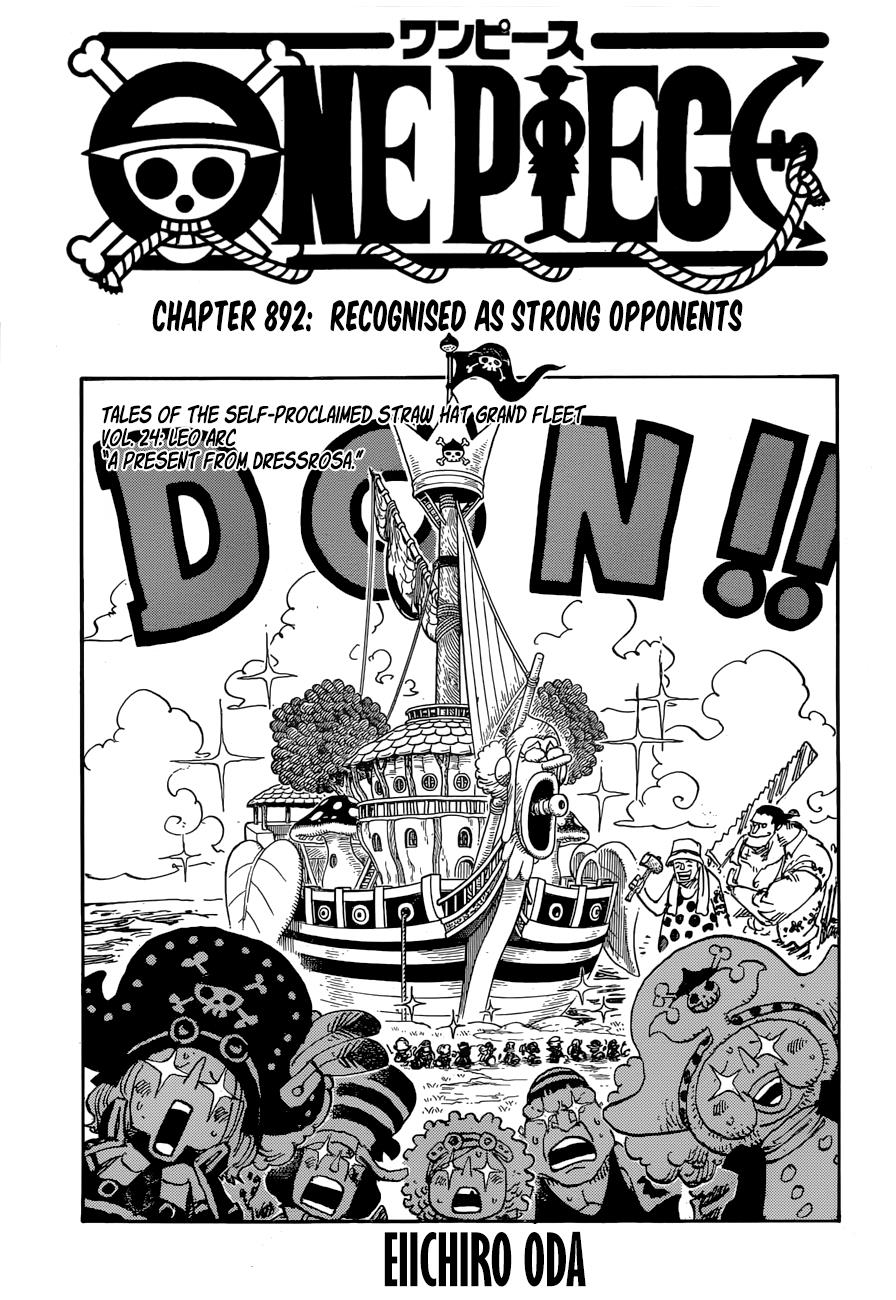 ワンピース
ONE PIECE
CHAPTER 892: RECOGNISED AS STRONG OPPONENTS
TALES OF THE SELF-PROCLAIMED STRAW HAT GRAND FLEET
VOL. 24: LEO ARC
"A PRESENT FROM DRESSROSA."
DON!!
EIICHIRO ODA